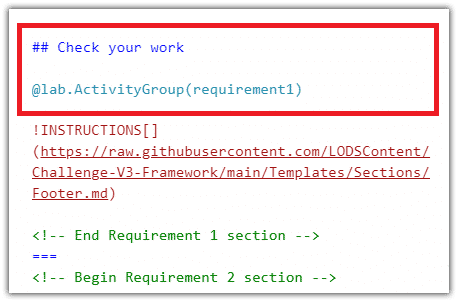 ## Check your work
@lab.ActivityGroup(requirement1)
!INSTRUCTIONS[]
(https://raw.githubusercontent.com/LODSContent/
Challenge-V3-Framework/main/Templates/Sections/
Footer.md)
<!-- End Requirement 1 section -->
===
<!-- Begin Requirement 2 section -->